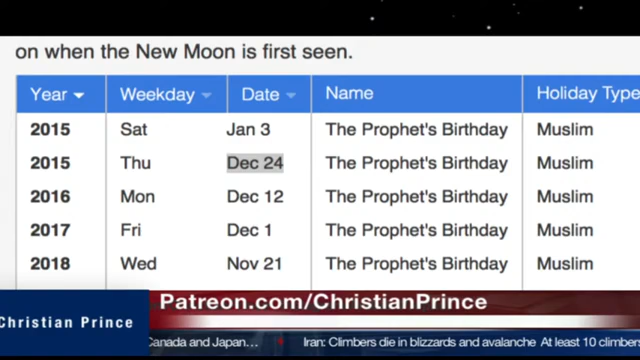 on when the New Moon is first seen.
Year Weekday Date Name Holiday Type
2015 Sat Jan 3 The Prophet's Birthday Muslim
2015 Thu Dec 24 The Prophet's Birthday Muslim
2016 Mon Dec 12 The Prophet's Birthday Muslim
2017 Fri Dec 1 The Prophet's Birthday Muslim
2018 Wed Nov 21 The Prophet's Birthday Muslim
Patreon.com/ChristianPrince
Christian Prince
Canada and Japan... Iran: Climbers die in blizzards and avalanche At least 10 climbers